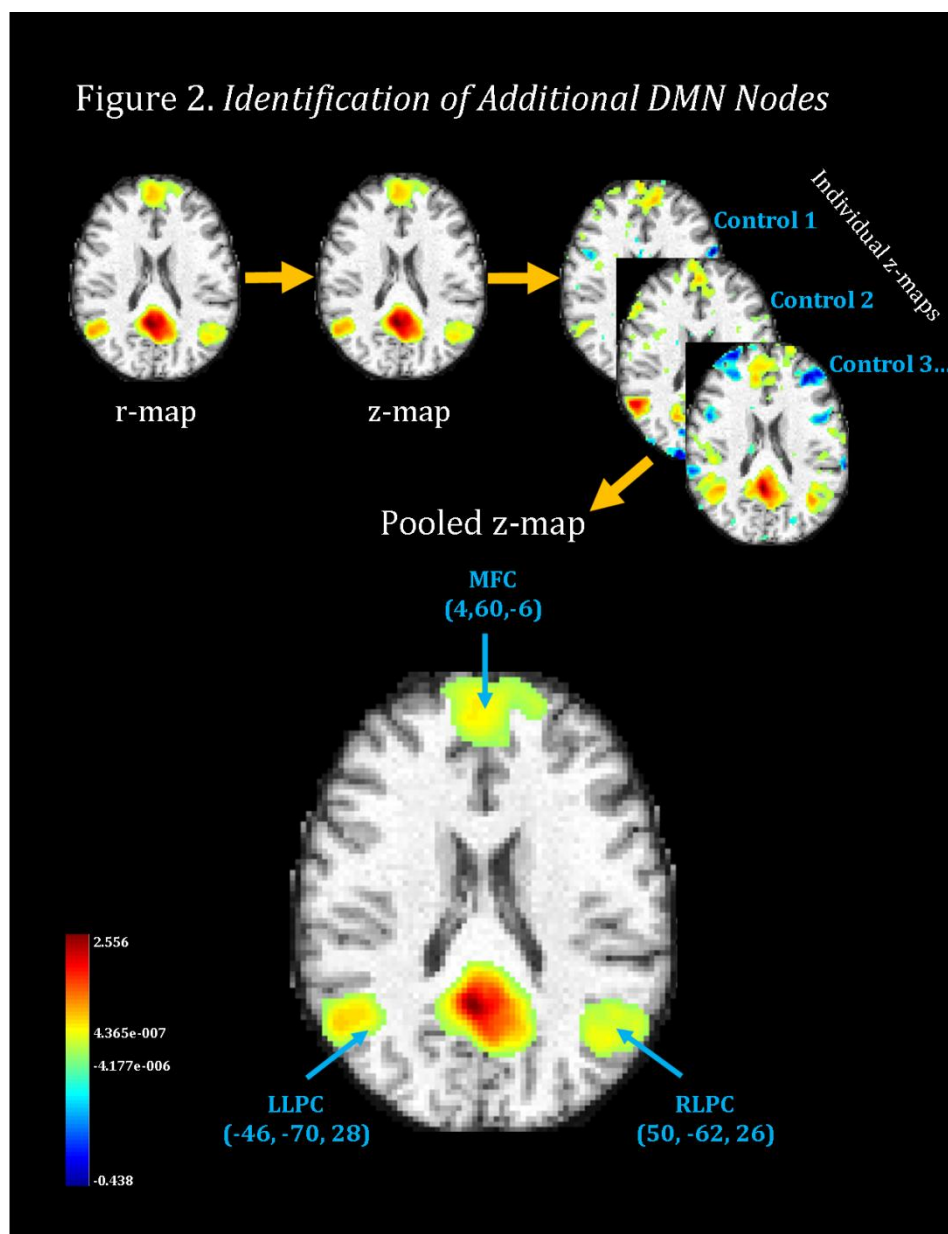 Figure 2. Identification of Additional DMN Nodes
Individual z-maps
Control 1
Control 2
Control 3...
r-map
z-map
Pooled z-map
MFC
(4,60,-6)
2.556
4.365e-007
-4.177e-006
-0.438
LLPC
(-46, -70, 28)
RLPC
(50, -62, 26)